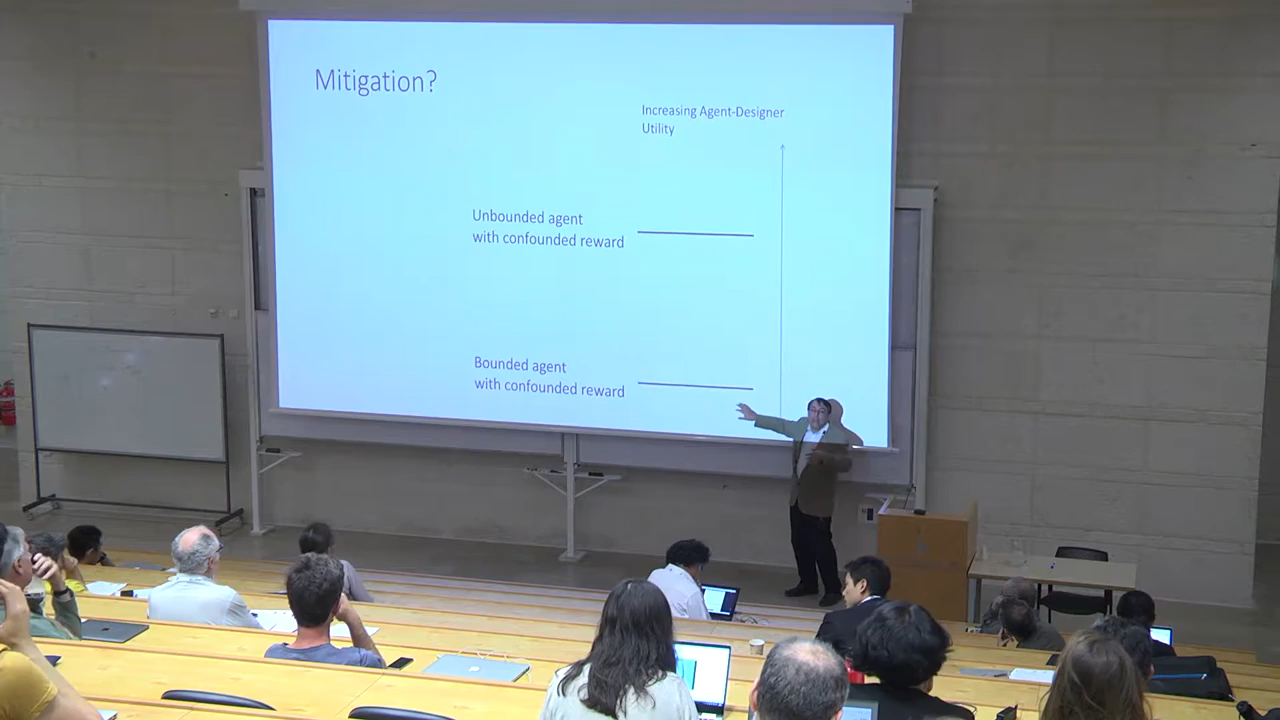 Mitigation?
Increasing Agent-Designer
Utility
Unbounded agent
with confounded reward
Bounded agent
with confounded reward